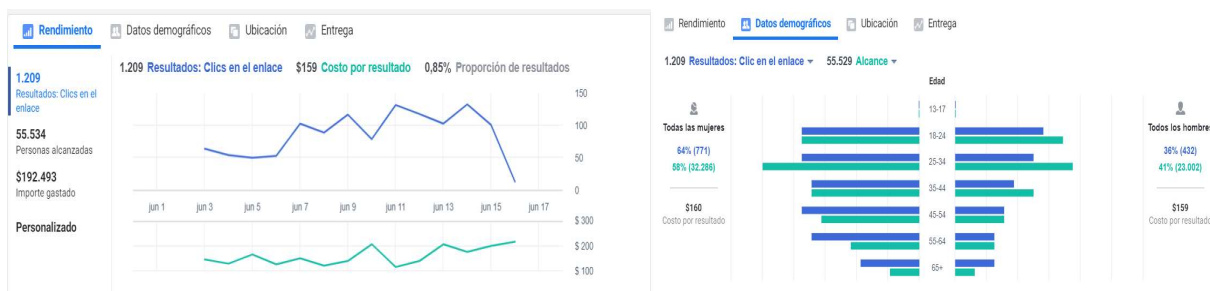 Rendimiento Datos demográficos Ubicación Entrega
1.209
Resultados: Clics en el
enlace
55.534
Personas alcanzadas
$192.493
Importe gastado
Personalizado
1.209 Resultados: Clics en el enlace $159 Costo por resultado 0,85% Proporción de resultados
150
100
50
0
jun 1 jun 3 jun 5 jun 7 jun 9 jun 11 jun 13 jun 15 jun 17
$ 300
$ 200
$ 100
Rendimiento Datos demográficos Ubicación Entrega
1.209 Resultados: Clic en el enlace 55.529 Alcance
Edad
Todas las mujeres
64% (771)
58% (32.286)
$160
Costo por resultado
13-17
18-24
25-34
35-44
45-54
55-64
65+
Todos los hombres
36% (432)
41% (23.002)
$159
Costo por resultado